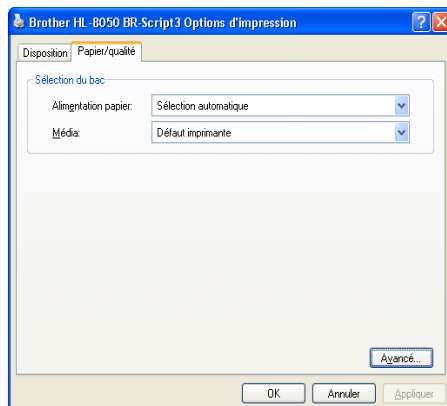 Brother HL-8050 BR-Script3 Options d'impression
Disposition Papier/qualité
Sélection du bac
Alimentation papier: Sélection automatique
Média: Défaut imprimante
Avancé...
OK Annuler Appliquer